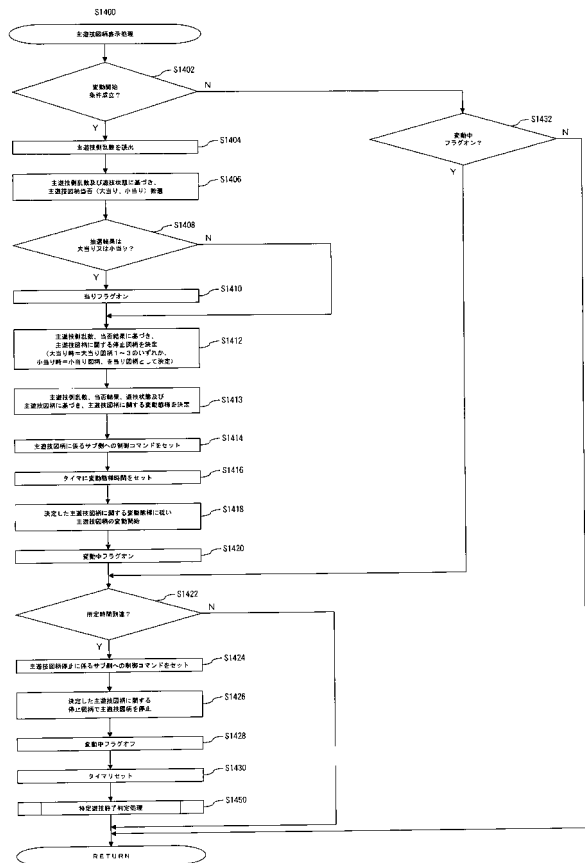 S1400
主遊技図柄表示処理
S1402
変動開始
条件成立?
N
Y
S1432
変動中
フラグオン?
N
Y
S1404
主遊技側乱数を読出
S1406
主遊技側乱数及び遊技状態に基づき、
主遊技図柄当否(大当り、小当り)抽選
S1408
抽選結果は
大当り又は小当り?
N
Y
S1410
当りフラグオン
S1412
主遊技側乱数、当否結果に基づき、
主遊技図柄に関する停止図柄を決定
(大当り時=大当り図柄1~3のいずれか、
小当り時=小当り図柄、を当り図柄として決定)
S1413
主遊技側乱数、当否結果、遊技状態及び
主遊技図柄に基づき、主遊技図柄に関する変動態様を決定
S1414
主遊技図柄に係るサブ側への制御コマンドをセット
S1416
タイマに変動態様時間をセット
S1418
決定した主遊技図柄に関する変動態様に従い
主遊技図柄の変動開始
S1420
変動中フラグオン
S1422
所定時間到達?
N
Y
S1424
主遊技図柄停止に係るサブ側への制御コマンドをセット
S1426
決定した主遊技図柄に関する
停止図柄で主遊技図柄を停止
S1428
変動中フラグオフ
S1430
タイマリセット
S1450
特定遊技終了判定処理
RETURN